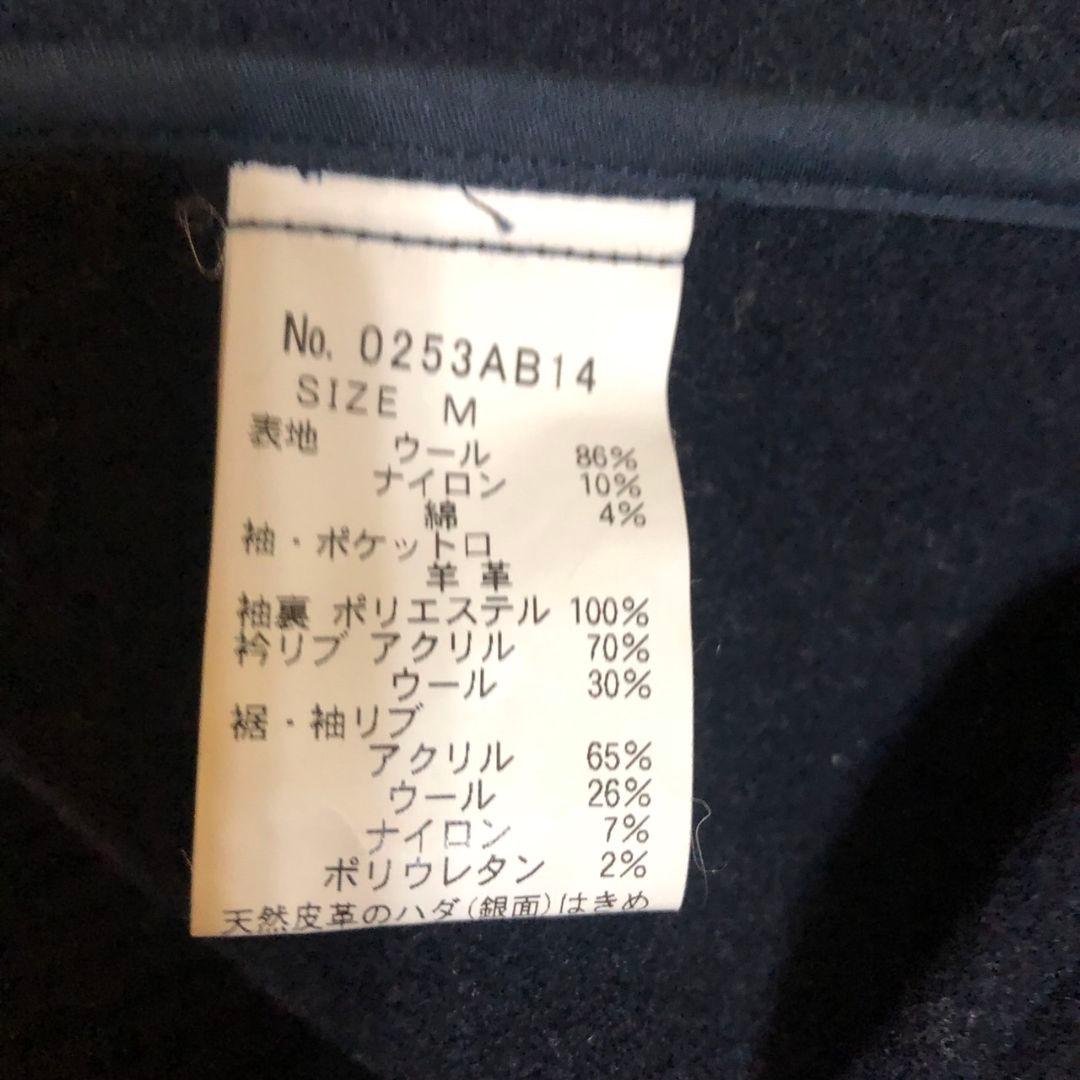 No. 0253AB14
SIZE M
表地 ウール 86%
ナイロン 10%
綿 4%
袖・ポケット口
羊革
袖裏 ポリエステル 100%
衿リブ アクリル 70%
ウール 30%
裾・袖リブ
アクリル 65%
ウール 26%
ナイロン 7%
ポリウレタン 2%
天然皮革のハダ(銀面)はきめ